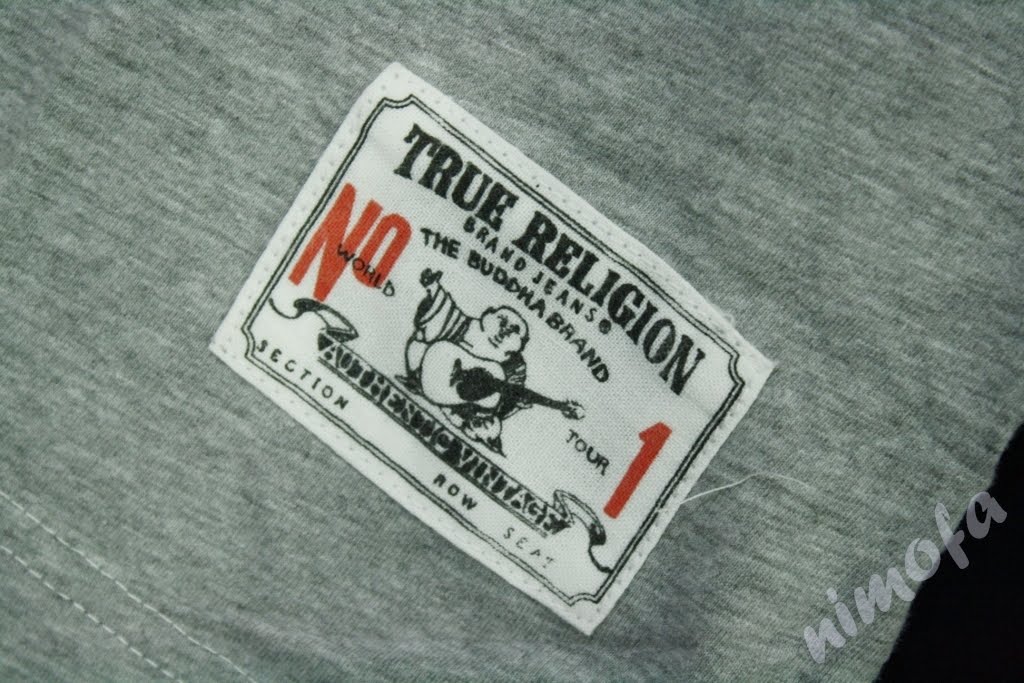 TRUE RELIGION
BRAND JEANS®
THE BUDDHA BRAND
No 1
WORLD TOUR
AUTHENTIC VINTAGE
SECTION ROW SEAT
nimofa